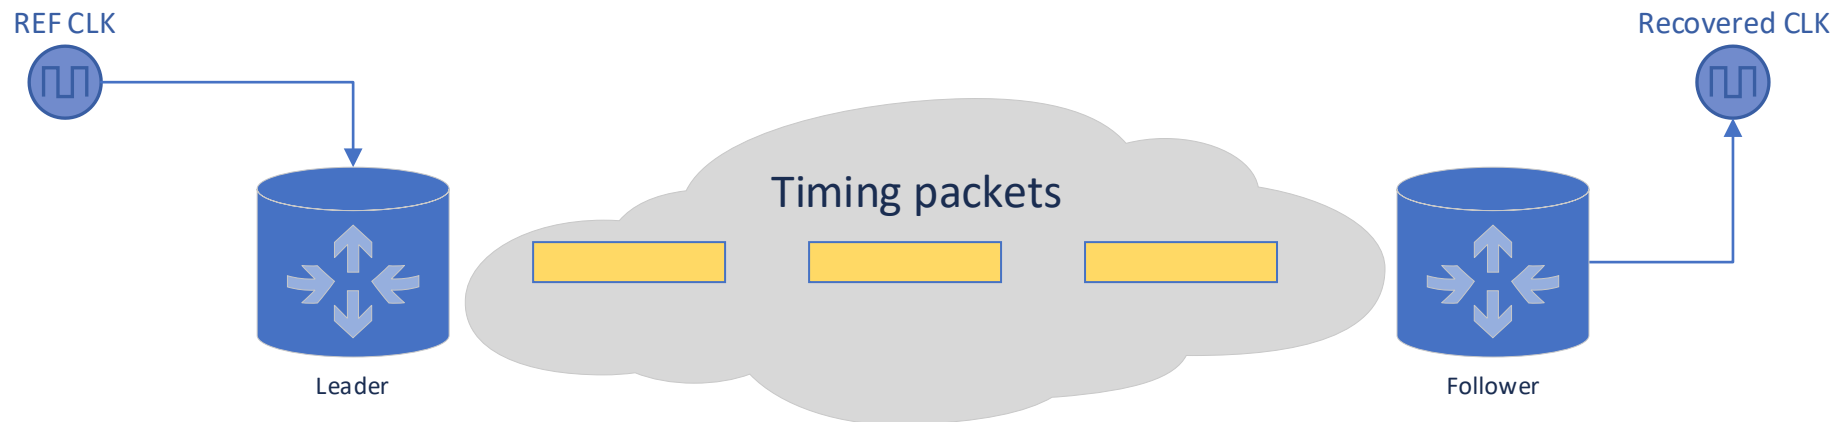 REF CLK
Recovered CLK
Timing packets
Leader
Follower